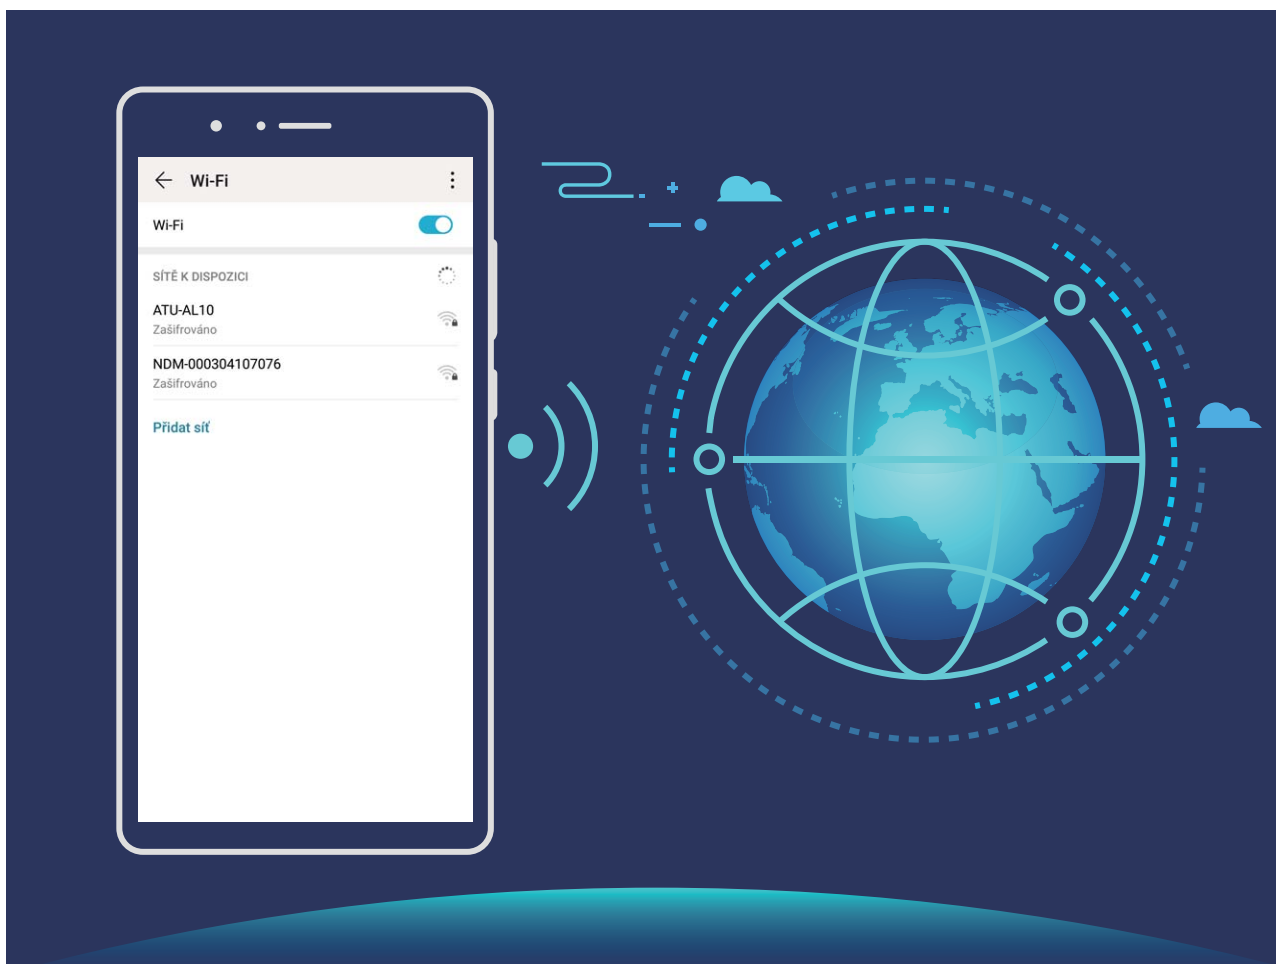 Wi-Fi
Wi-Fi
SÍTĚ K DISPOZICI
ATU-AL10
Zašifrováno
NDM-000304107076
Zašifrováno
Přidat síť